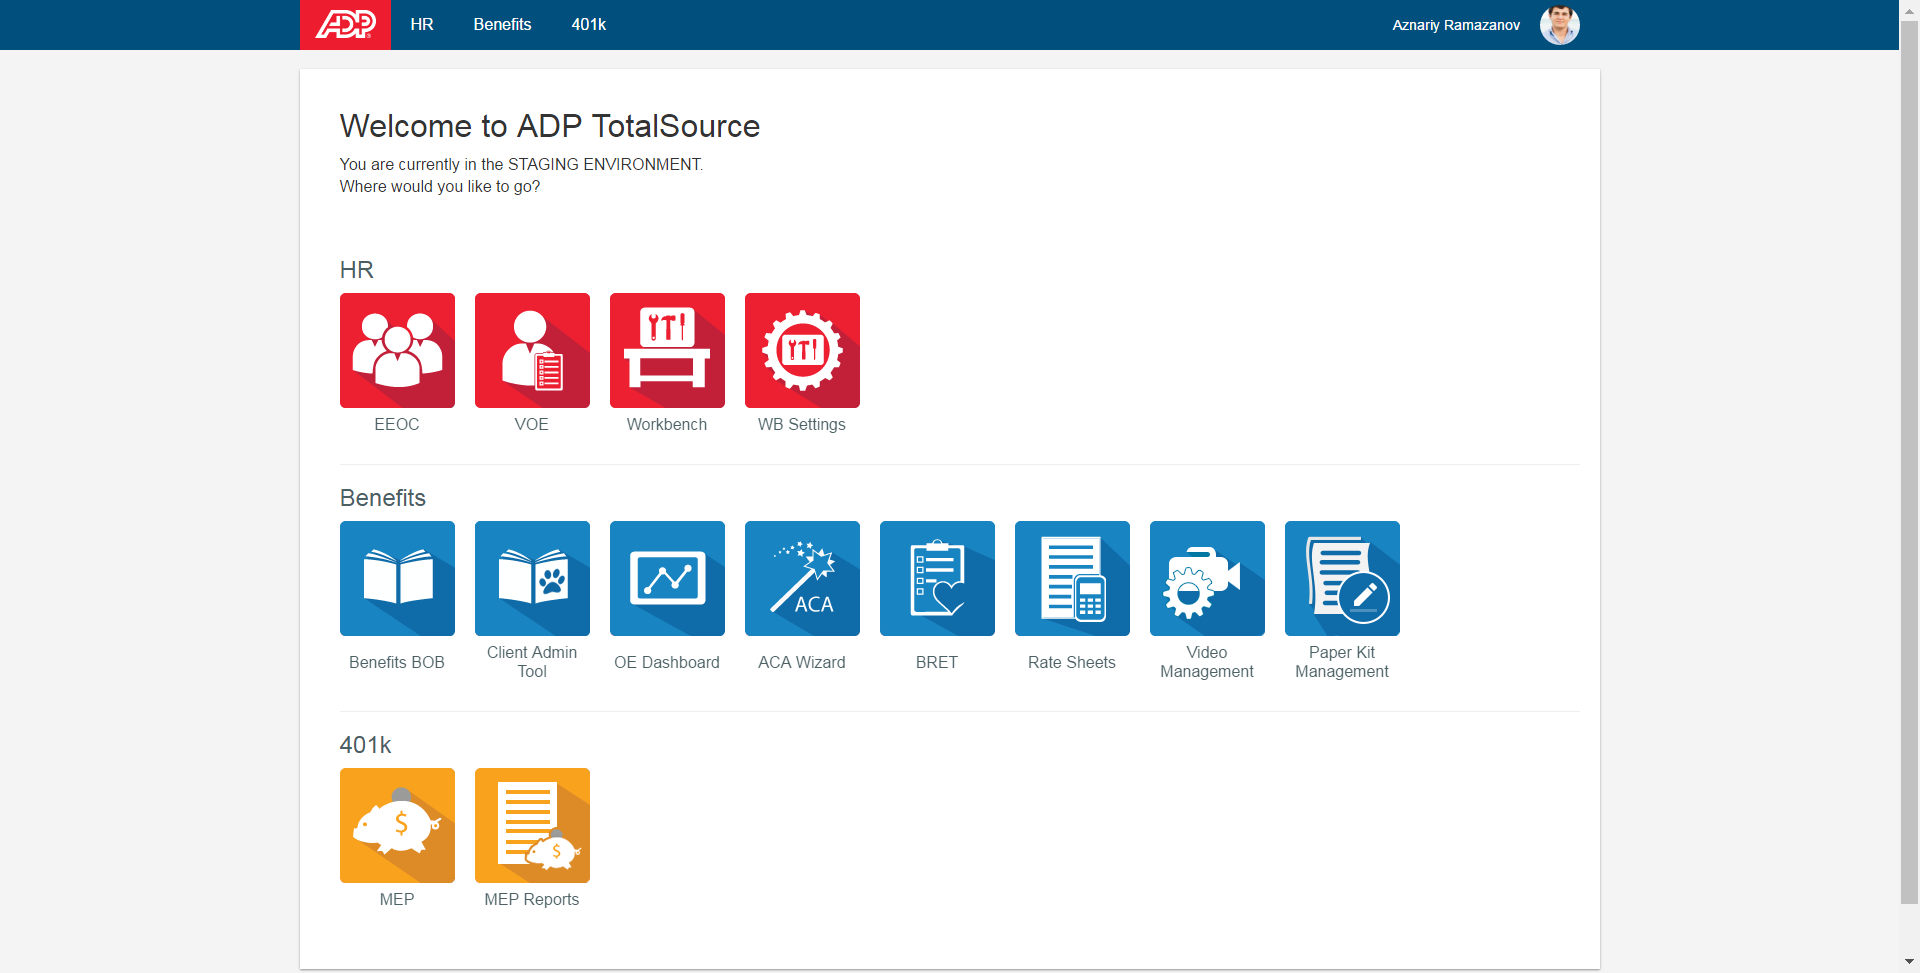 ADP HR Benefits 401k Aznariy Ramazanov
Welcome to ADP TotalSource
You are currently in the STAGING ENVIRONMENT.
Where would you like to go?
HR
EEOC VOE Workbench WB Settings
Benefits
ACA
Benefits BOB Client Admin Tool OE Dashboard ACA Wizard BRET Rate Sheets Video Management Paper Kit Management
401k
$ $
MEP MEP Reports